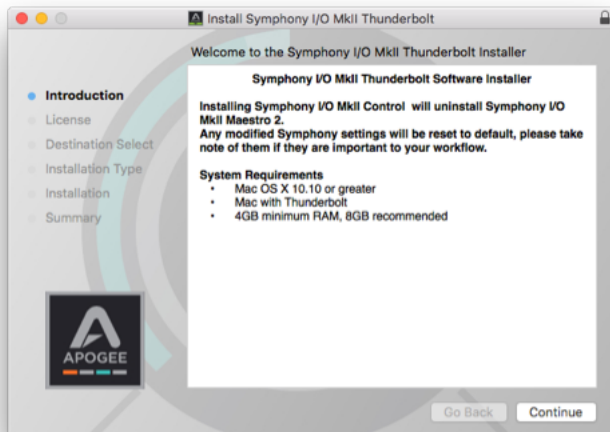 Install Symphony I/O MkII Thunderbolt
Welcome to the Symphony I/O MkII Thunderbolt Installer
Introduction
License
Destination Select
Installation Type
Installation
Summary
Symphony I/O MkII Thunderbolt Software Installer
Installing Symphony I/O MkII Control will uninstall Symphony I/O
MkII Maestro 2.
Any modified Symphony settings will be reset to default, please take
note of them if they are important to your workflow.
System Requirements
• Mac OS X 10.10 or greater
• Mac with Thunderbolt
• 4GB minimum RAM, 8GB recommended
APOGEE
Go Back
Continue